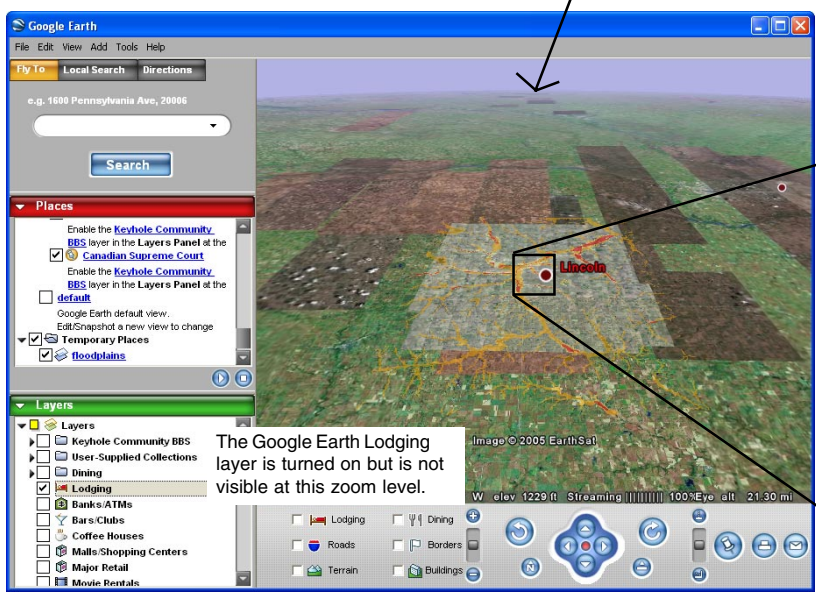 Google Earth
File Edit View Add Tools Help
Fly To Local Search Directions
e.g. 1600 Pennsylvania Ave, 20006
Search
Places
Enable the Keyhole Community
BBS layer in the Layers Panel at the
Canadian Supreme Court
Enable the Keyhole Community
BBS layer in the Layers Panel at the
default
Google Earth default view.
Edit/Snapshot a new view to change
Temporary Places
floodplains
Layers
Layers
Keyhole Community BBS
User-Supplied Collections
Dining
Lodging
Banks/ATMs
Bars/Clubs
Coffee Houses
Malls/Shopping Centers
Major Retail
Movie Rentals
The Google Earth Lodging
layer is turned on but is not
visible at this zoom level.
Lincoln
Image © 2005 EarthSat
W elev 1229 ft Streaming |||||||||| 100% Eye alt 21.30 mi
Lodging Dining
Roads Borders
Terrain Buildings
N